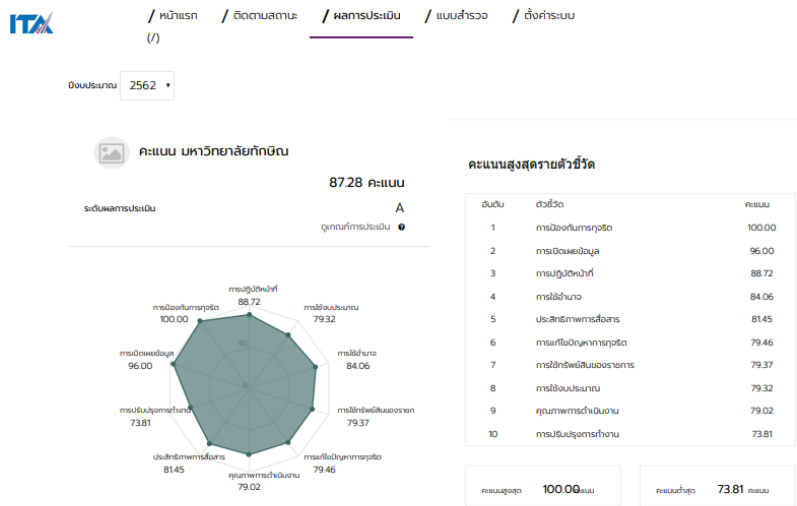 ITA
/ หน้าแรก / ติดตามสถานะ / ผลการประเมิน / แบบสำรวจ / ตั้งค่าระบบ
(/)
ปีงบประมาณ 2562
คะแนน มหาวิทยาลัยทักษิณ
87.28 คะแนน
ระดับผลการประเมิน A
ดูเกณฑ์การประเมิน
การปฏิบัติหน้าที่
88.72
การใช้งบประมาณ
79.32
การใช้อำนาจ
84.06
การใช้ทรัพย์สินของราชก
79.37
การแก้ไขปัญหาการทุจริต
79.46
คุณภาพการดำเนินงาน
79.02
ประสิทธิภาพการสื่อสาร
81.45
การปรับปรุงการทำงาน
73.81
การเปิดเผยข้อมูล
96.00
การป้องกันการทุจริต
100.00
50
0
คะแนนสูงสุดรายตัวชี้วัด
อันดับ ตัวชี้วัด คะแนน
1 การป้องกันการทุจริต 100.00
2 การเปิดเผยข้อมูล 96.00
3 การปฏิบัติหน้าที่ 88.72
4 การใช้อำนาจ 84.06
5 ประสิทธิภาพการสื่อสาร 81.45
6 การแก้ไขปัญหาการทุจริต 79.46
7 การใช้ทรัพย์สินของราชการ 79.37
8 การใช้งบประมาณ 79.32
9 คุณภาพการดำเนินงาน 79.02
10 การปรับปรุงการทำงาน 73.81
คะแนนสูงสุด 100.00 คะแนน
คะแนนต่ำสุด 73.81 คะแนน